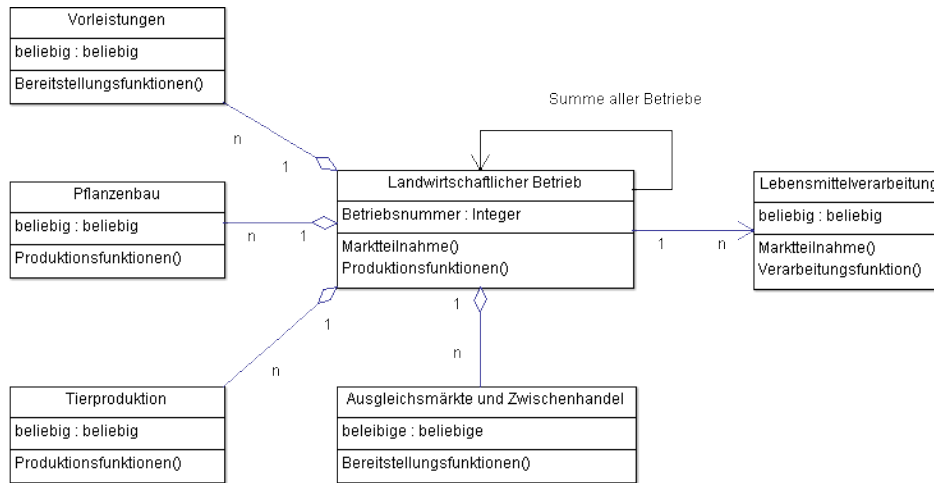 Vorleistungen
beliebig : beliebig
Bereitstellungsfunktionen()
Summe aller Betriebe
n
1
Pflanzenbau
beliebig : beliebig
Produktionsfunktionen()
n
1
Landwirtschaftlicher Betrieb
Betriebsnummer : Integer
Marktteilnahme()
Produktionsfunktionen()
1
n
Lebensmittelverarbeitung
beliebig : beliebig
Marktteilnahme()
Verarbeitungsfunktion()
1
n
1
n
Tierproduktion
beliebig : beliebig
Produktionsfunktionen()
Ausgleichsmärkte und Zwischenhandel
beleibige : beliebige
Bereitstellungsfunktionen()